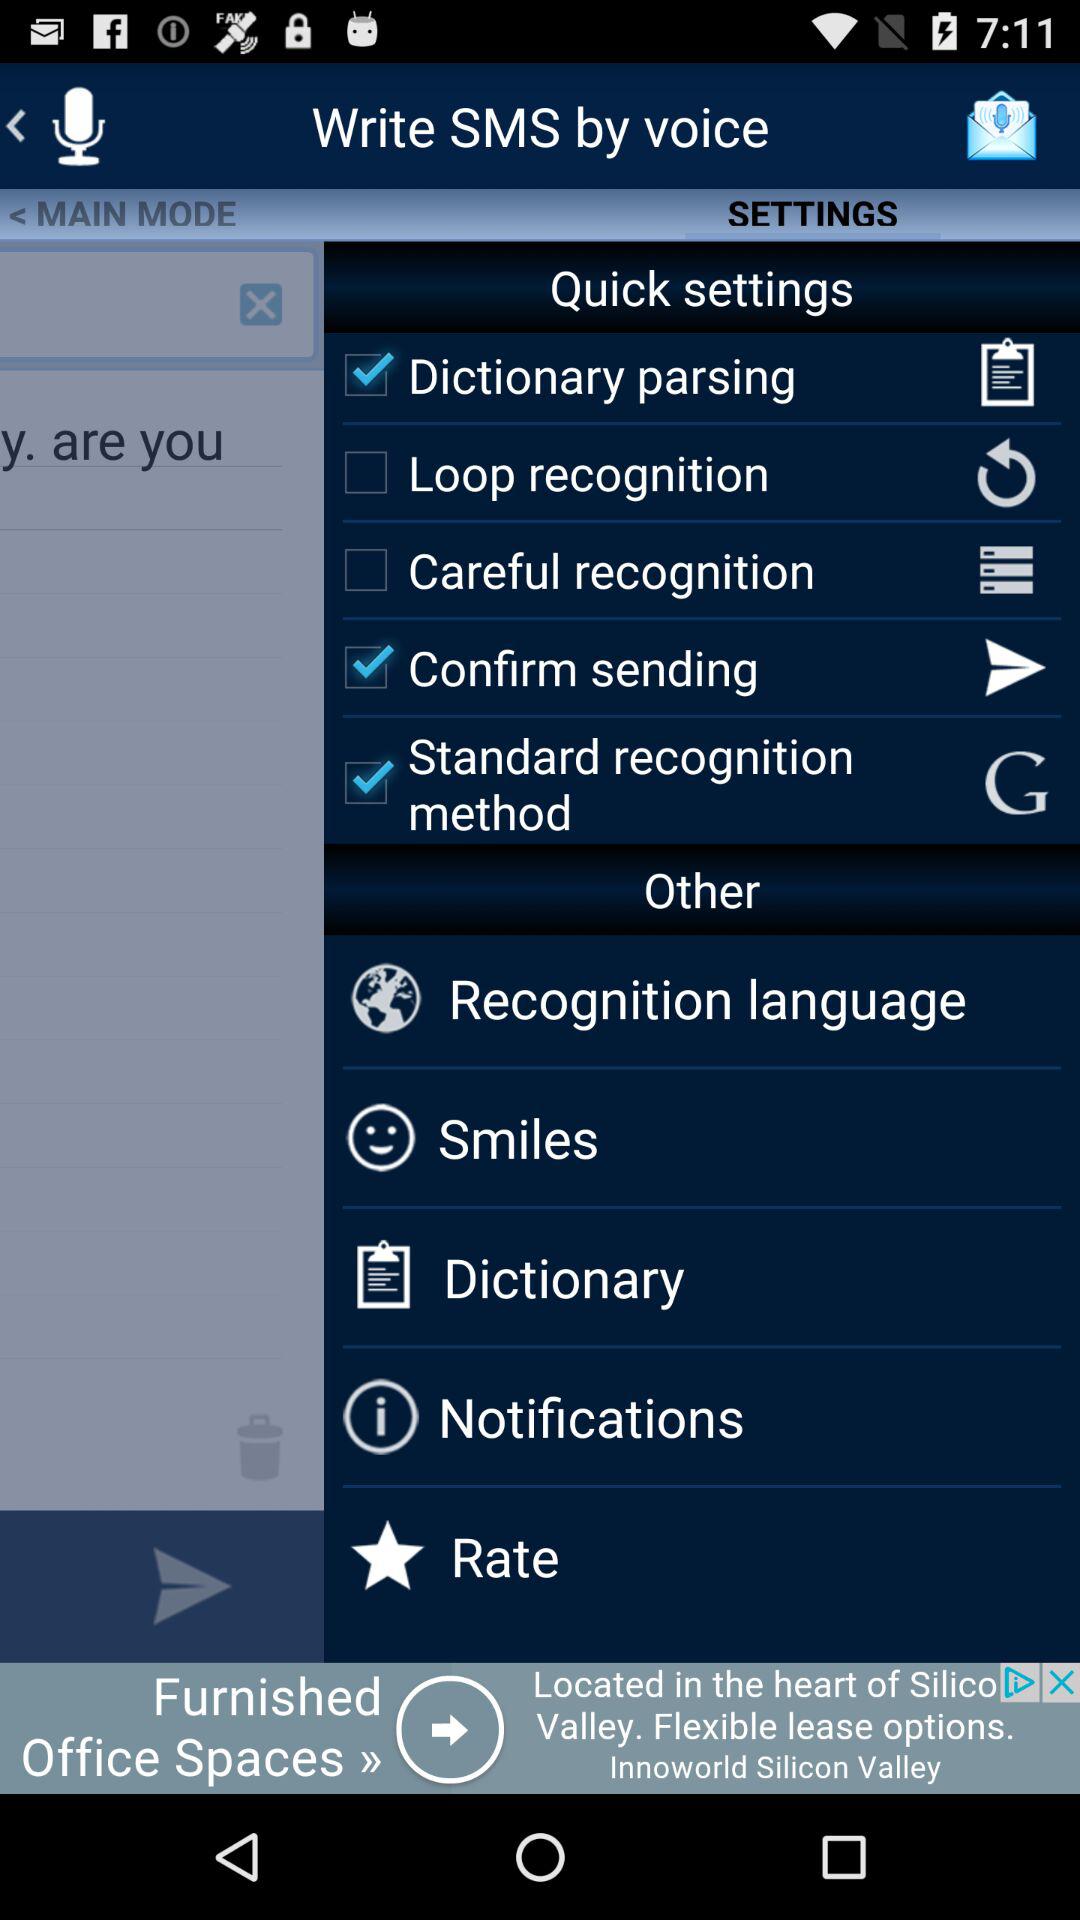 FAKE
7:11
Write SMS by voice
< MAIN MODE
SETTINGS
y. are you
Quick settings
Dictionary parsing
Loop recognition
Careful recognition
Confirm sending
Standard recognition
method
Other
Recognition language
Smiles
Dictionary
Notifications
Rate
Furnished
Office Spaces »
Located in the heart of Silico
Valley. Flexible lease options.
Innoworld Silicon Valley